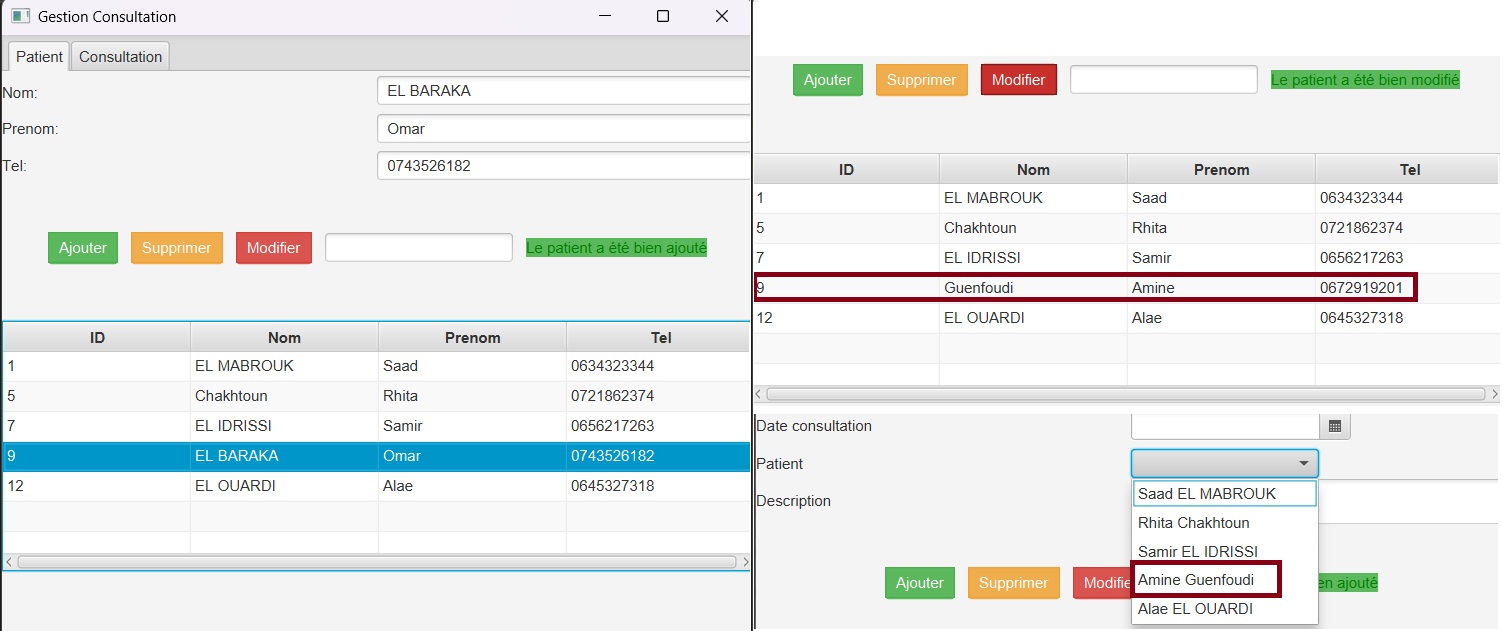 Gestion Consultation
Patient Consultation
Nom: EL BARAKA
Prenom: Omar
Tel: 0743526182
Ajouter Supprimer Modifier Le patient a été bien ajouté
ID Nom Prenom Tel
1 EL MABROUK Saad 0634323344
5 Chakhtoun Rhita 0721862374
7 EL IDRISSI Samir 0656217263
9 EL BARAKA Omar 0743526182
12 EL OUARDI Alae 0645327318
Ajouter Supprimer Modifier Le patient a été bien modifié
ID Nom Prenom Tel
1 EL MABROUK Saad 0634323344
5 Chakhtoun Rhita 0721862374
7 EL IDRISSI Samir 0656217263
9 Guenfoudi Amine 0672919201
12 EL OUARDI Alae 0645327318
Date consultation
Patient
Saad EL MABROUK
Description
Rhita Chakhtoun
Samir EL IDRISSI
Amine Guenfoudi
Ajouter Supprimer Modifie en ajouté
Alae EL OUARDI